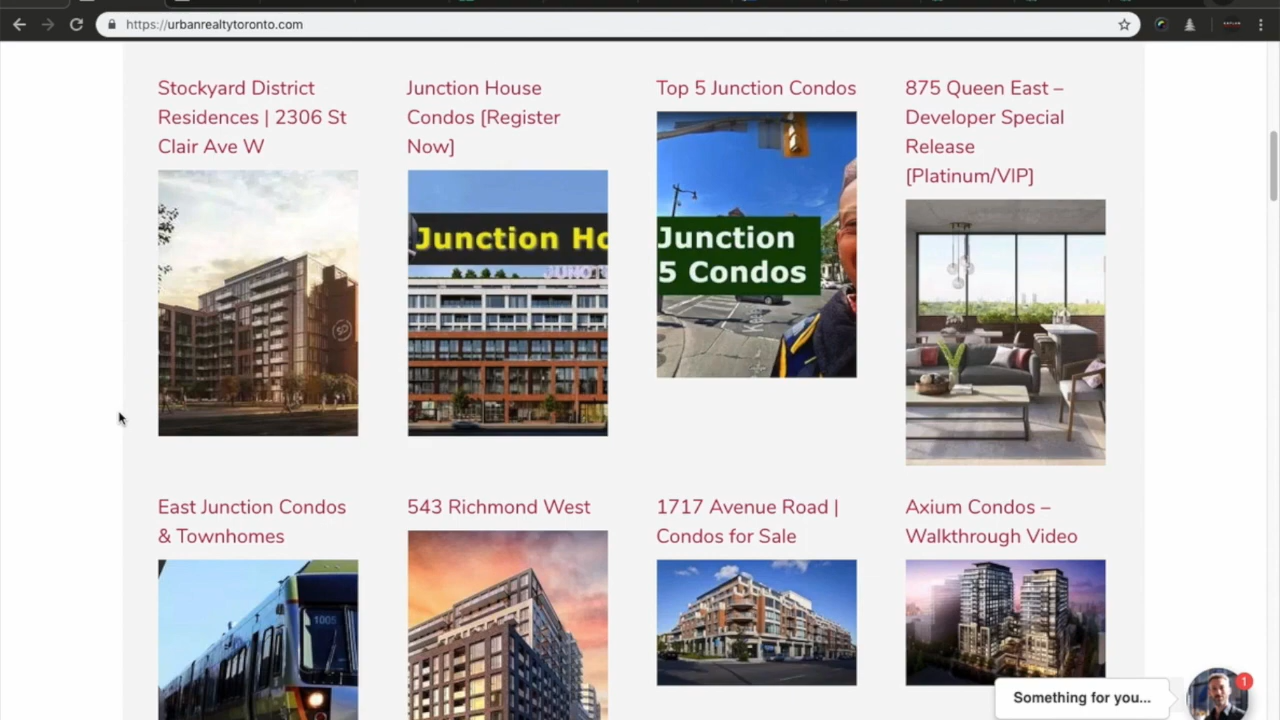 https://urbanrealtytoronto.com
Stockyard District
Residences | 2306 St
Clair Ave W
Junction House
Condos [Register
Now]
Junction Ho
Top 5 Junction Condos
Junction
5 Condos
875 Queen East –
Developer Special
Release
[Platinum/VIP]
East Junction Condos
& Townhomes
1005
543 Richmond West
1717 Avenue Road |
Condos for Sale
Axium Condos –
Walkthrough Video
Something for you...
1